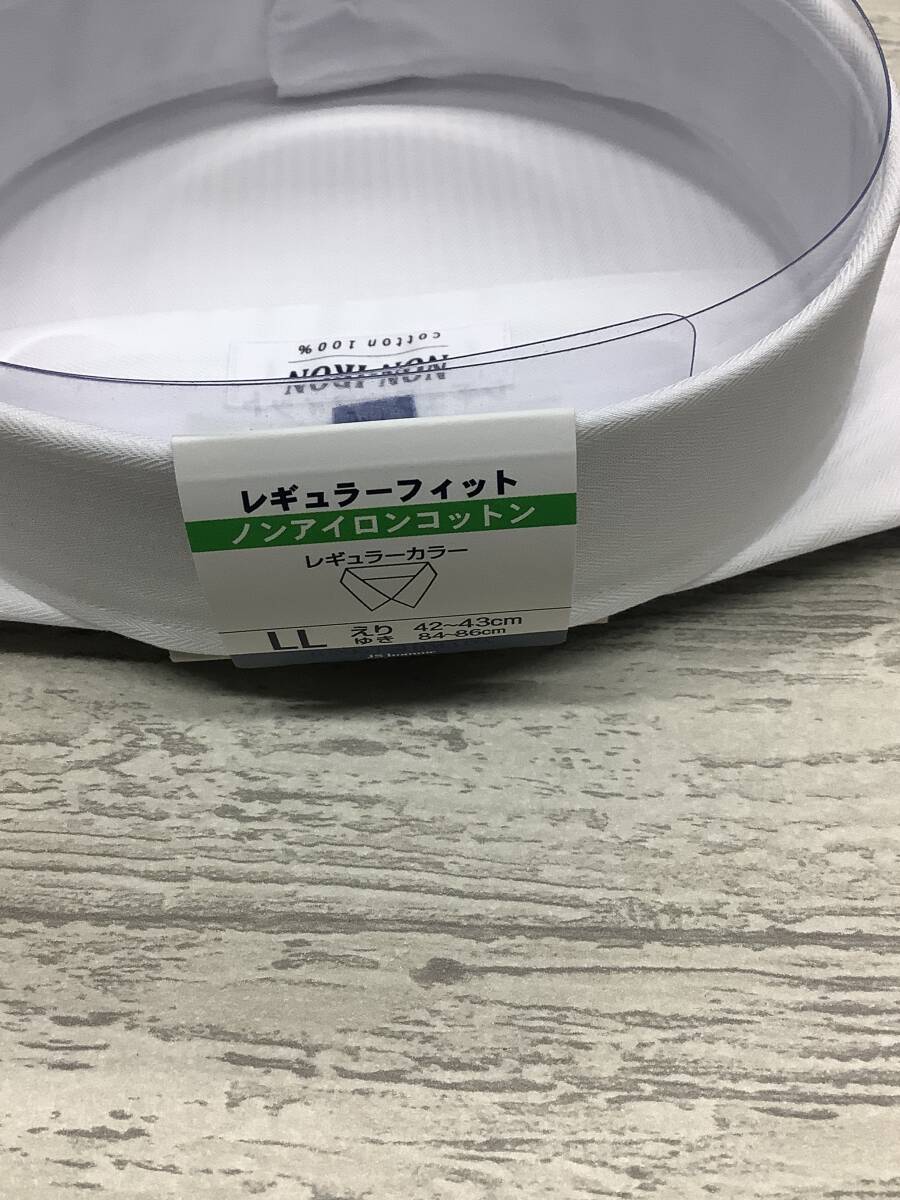 cotton 100%
NON-IRON
レギュラーフィット
ノンアイロンコットン
レギュラーカラー
LL えり 42~43cm
ゆき 84~86cm